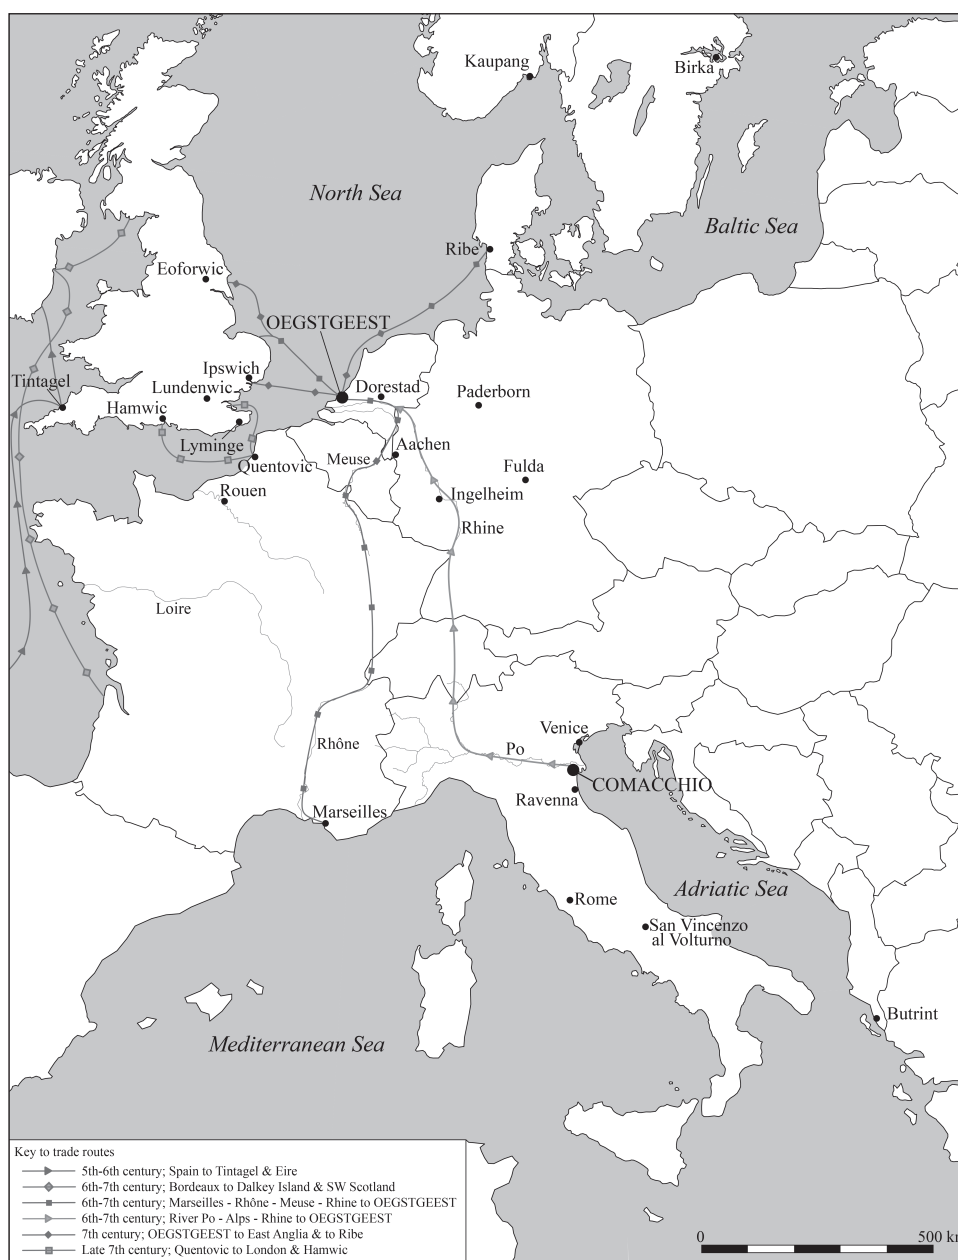 Kaupang
Birka
North Sea
Baltic Sea
Ribe
Eoforwic
OEGSTGEEST
Ipswich
Tintagel
Lundenwic
Dorestad
Paderborn
Hamwic
Lyminge
Aachen
Meuse
Quentovic
Fulda
Rouen
Ingelheim
Rhine
Loire
Venice
Rhône
Po
COMACCHIO
Ravenna
Marseilles
Adriatic Sea
Rome
San Vincenzo
al Volturno
Butrint
Mediterranean Sea
Key to trade routes
5th-6th century; Spain to Tintagel & Eire
6th-7th century; Bordeaux to Dalkey Island & SW Scotland
6th-7th century; Marseilles - Rhône - Meuse - Rhine to OEGSTGEEST
6th-7th century; River Po - Alps - Rhine to OEGSTGEEST
7th century; OEGSTGEEST to East Anglia & to Ribe
Late 7th century; Quentovic to London & Hamwic
0 500 km